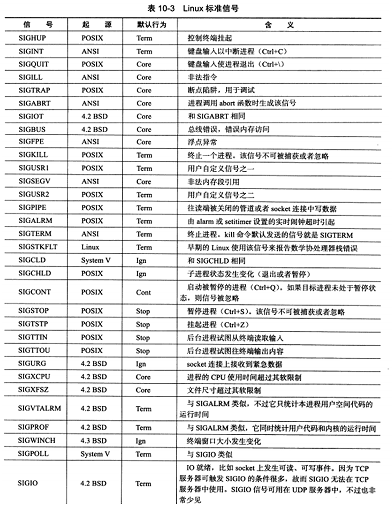 表 10-3 Linux 标准信号
信 号 起 源 默认行为 含 义
SIGHUP POSIX Term 控制终端挂起
SIGINT ANSI Term 键盘输入以中断进程（Ctrl+C）
SIGQUIT POSIX Core 键盘输入使进程退出（Ctrl+\）
SIGILL ANSI Core 非法指令
SIGTRAP POSIX Core 断点陷阱，用于调试
SIGABRT ANSI Core 进程调用 abort 函数时生成该信号
SIGIOT 4.2 BSD Core 和 SIGABRT 相同
SIGBUS 4.2 BSD Core 总线错误，错误内存访问
SIGFPE ANSI Core 浮点异常
SIGKILL POSIX Term 终止一个进程。该信号不可被捕获或者忽略
SIGUSR1 POSIX Term 用户自定义信号之一
SIGSEGV ANSI Core 非法内存段引用
SIGUSR2 POSIX Term 用户自定义信号之二
SIGPIPE POSIX Term 往读端被关闭的管道或者 socket 连接中写数据
SIGALRM POSIX Term 由 alarm 或 setitimer 设置的实时闹钟超时引起
SIGTERM ANSI Term 终止进程。kill 命令默认发送的信号就是 SIGTERM
SIGSTKFLT Linux Term 早期的 Linux 使用该信号来报告数学协处理器栈错误
SIGCLD System V Ign 和 SIGCHLD 相同
SIGCHLD POSIX Ign 子进程状态发生变化（退出或者暂停）
SIGCONT POSIX Cont 启动被暂停的进程（Ctrl+Q）。如果目标进程未处于暂停状
态，则信号被忽略
SIGSTOP POSIX Stop 暂停进程（Ctrl+S）。该信号不可被捕获或者忽略
SIGTSTP POSIX Stop 挂起进程（Ctrl+Z）
SIGTTIN POSIX Stop 后台进程试图从终端读取输入
SIGTTOU POSIX Stop 后台进程试图往终端输出内容
SIGURG 4.2 BSD Ign socket 连接上接收到紧急数据
SIGXCPU 4.2 BSD Core 进程的 CPU 使用时间超过其软限制
SIGXFSZ 4.2 BSD Core 文件尺寸超过其软限制
SIGVTALRM 4.2 BSD Term 与 SIGALRM 类似，不过它只统计本进程用户空间代码的
运行时间
SIGPROF 4.2 BSD Term 与 SIGALRM 类似，它同时统计用户代码和内核的运行时间
SIGWINCH 4.3 BSD Ign 终端窗口大小发生变化
SIGPOLL System V Term 与 SIGIO 类似
SIGIO 4.2 BSD Term IO 就绪，比如 socket 上发生可读、可写事件。因为 TCP
服务器可触发 SIGIO 的条件很多，故而 SIGIO 无法在 TCP
服务器中使用。SIGIO 信号可用在 UDP 服务器中，不过也非
常少见